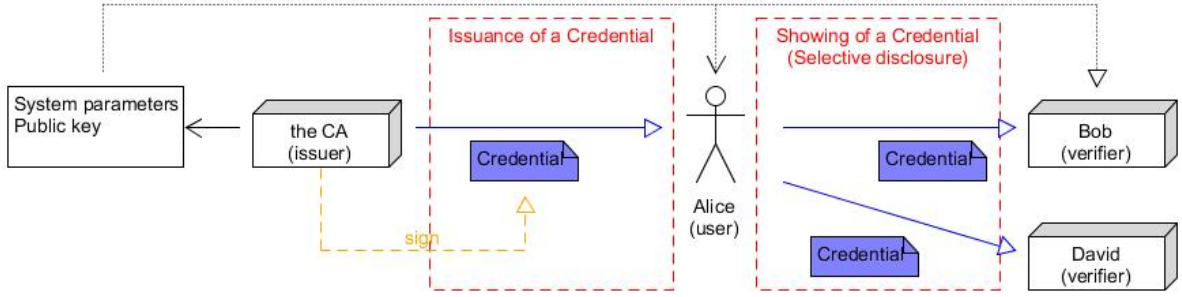 Issuance of a Credential
Showing of a Credential
(Selective disclosure)
System parameters
Public key
the CA
(issuer)
Credential
sign
Alice
(user)
Credential
Bob
(verifier)
Credential
David
(verifier)